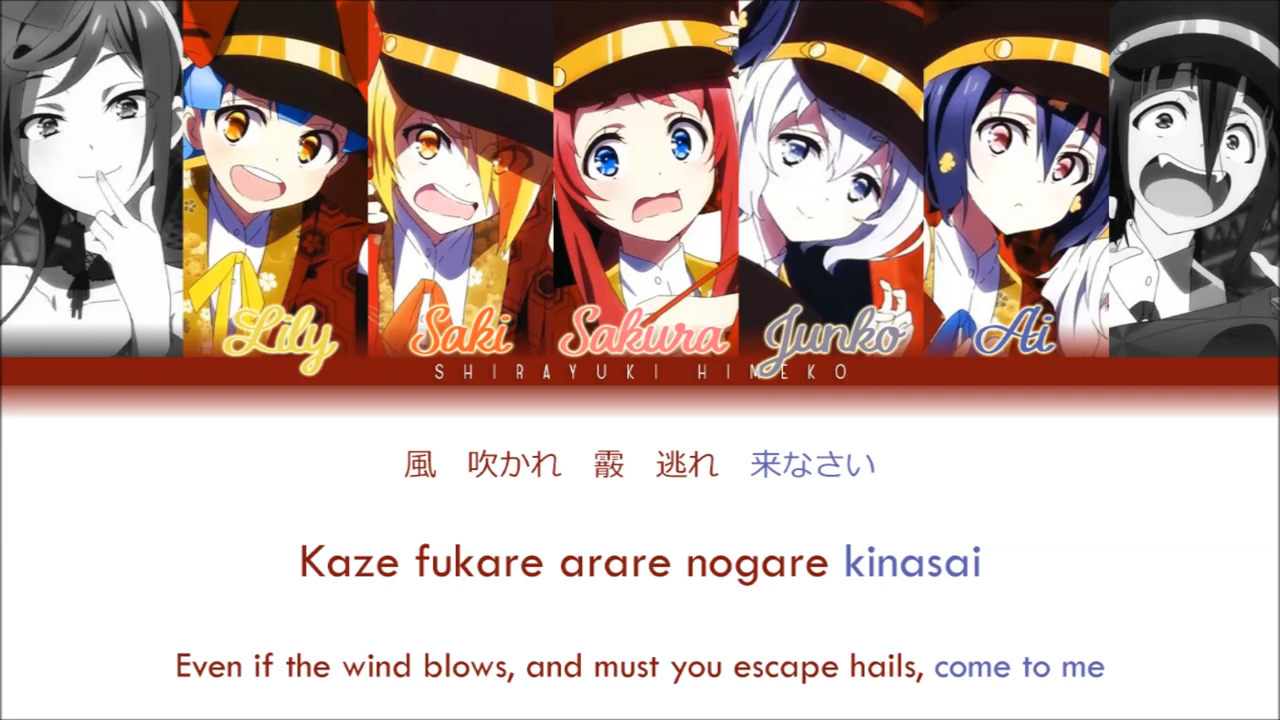 Lily Saki Sakura Junko Ai
SHIRAYUKI HIMEKO
風 吹かれ 霰 逃れ 来なさい
Kaze fukare arare nogare kinasai
Even if the wind blows, and must you escape hails, come to me